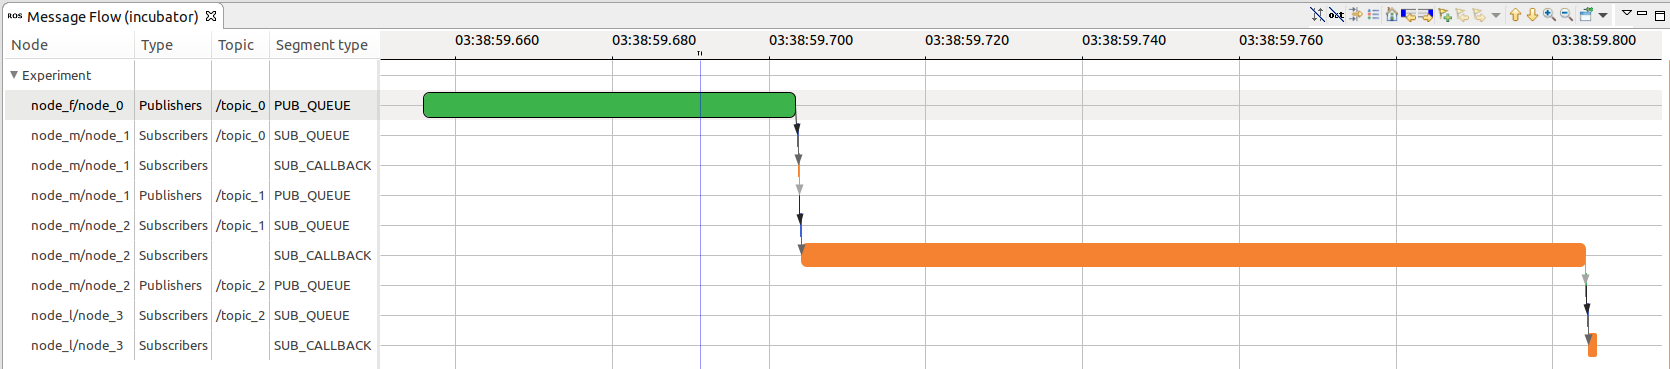 ROS Message Flow (incubator)
Node Type Topic Segment type 03:38:59.660 03:38:59.680 03:38:59.700 03:38:59.720 03:38:59.740 03:38:59.760 03:38:59.780 03:38:59.800
Experiment
node_f/node_0 Publishers /topic_0 PUB_QUEUE
node_m/node_1 Subscribers /topic_0 SUB_QUEUE
node_m/node_1 Subscribers SUB_CALLBACK
node_m/node_1 Publishers /topic_1 PUB_QUEUE
node_m/node_2 Subscribers /topic_1 SUB_QUEUE
node_m/node_2 Subscribers SUB_CALLBACK
node_m/node_2 Publishers /topic_2 PUB_QUEUE
node_l/node_3 Subscribers /topic_2 SUB_QUEUE
node_l/node_3 Subscribers SUB_CALLBACK